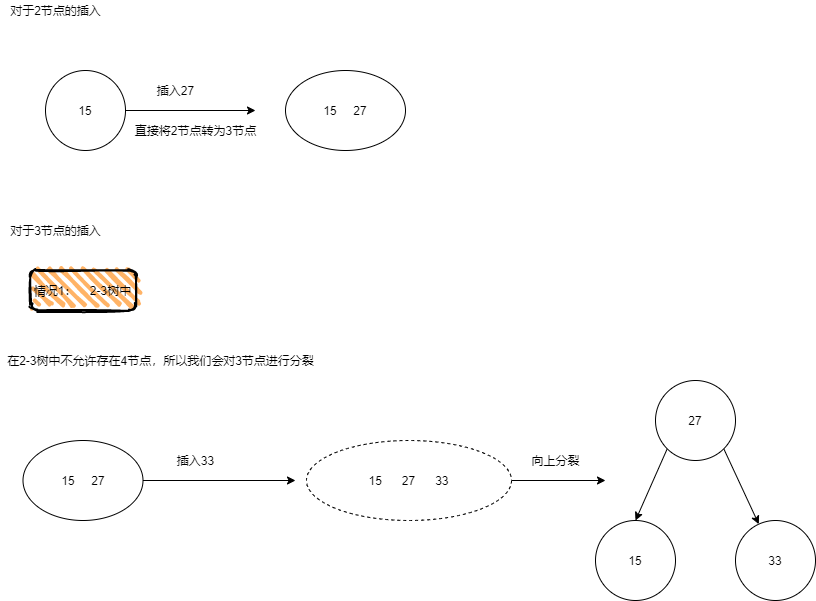 对于2节点的插入
插入27
15
15 27
直接将2节点转为3节点
对于3节点的插入
情况1： 2-3树中
在2-3树中不允许存在4节点，所以我们会对3节点进行分裂
27
插入33
向上分裂
15 27
15 27 33
15
33